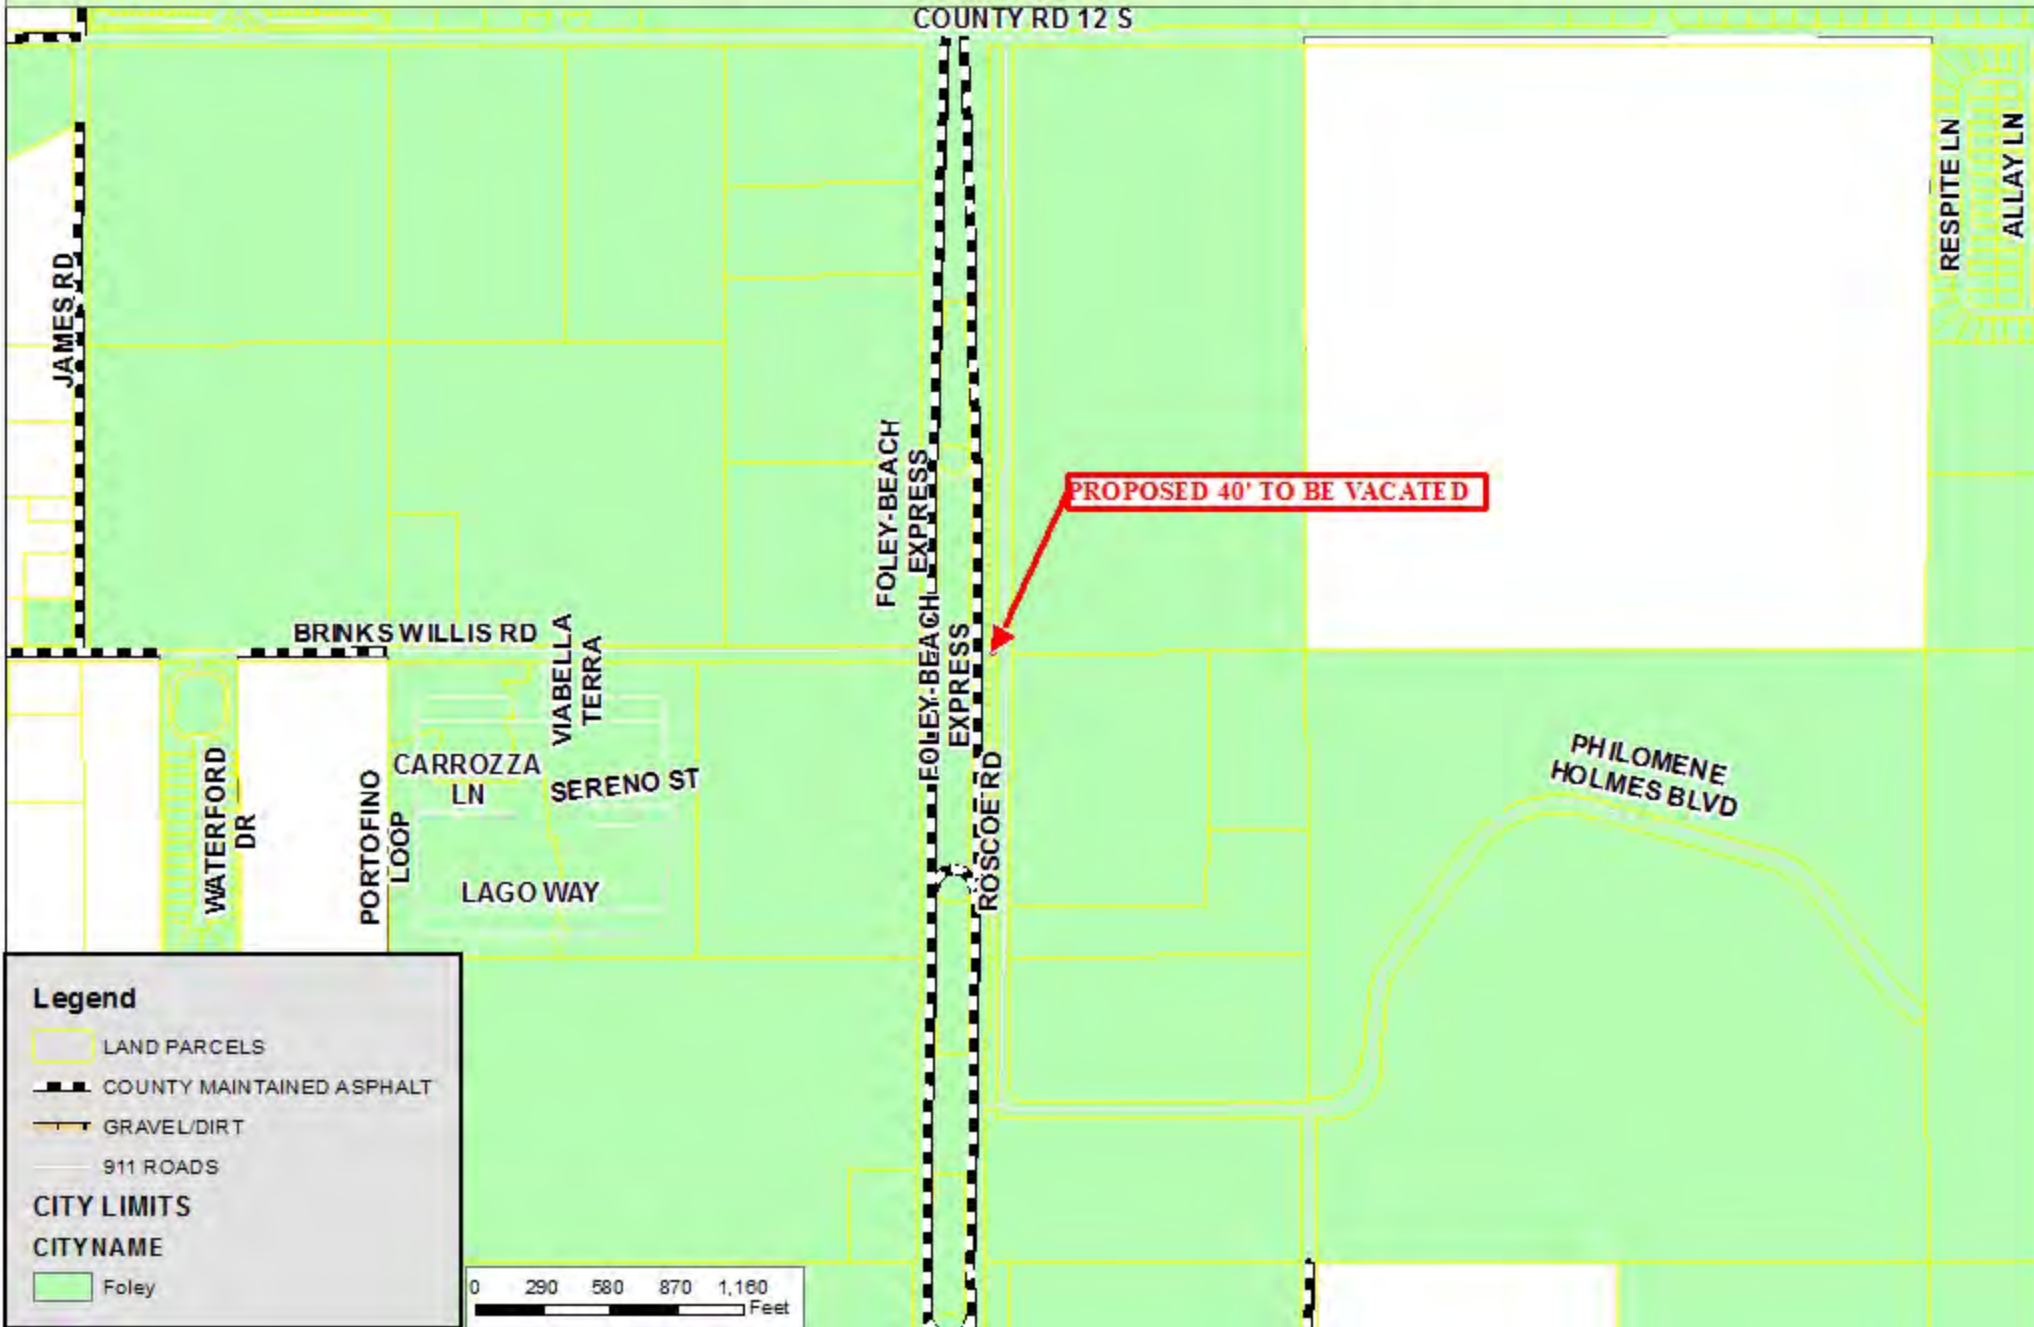 COUNTY RD 12 S
JAMES RD
RESPITE LN
ALLAY LN
FOLEY-BEACH
EXPRESS
PROPOSED 40' TO BE VACATED
BRINKS WILLIS RD
VIABELLA
TERRA
FOLEY-BEACH
EXPRESS
WATERFORD
DR
PORTOFINO
LOOP
CARROZZA
LN
SERENO ST
LAGO WAY
ROSCOE RD
PHILOMENE
HOLMES BLVD
Legend
LAND PARCELS
COUNTY MAINTAINED ASPHALT
GRAVEL/DIRT
911 ROADS
CITY LIMITS
CITYNAME
Foley
0 290 580 870 1,160
Feet